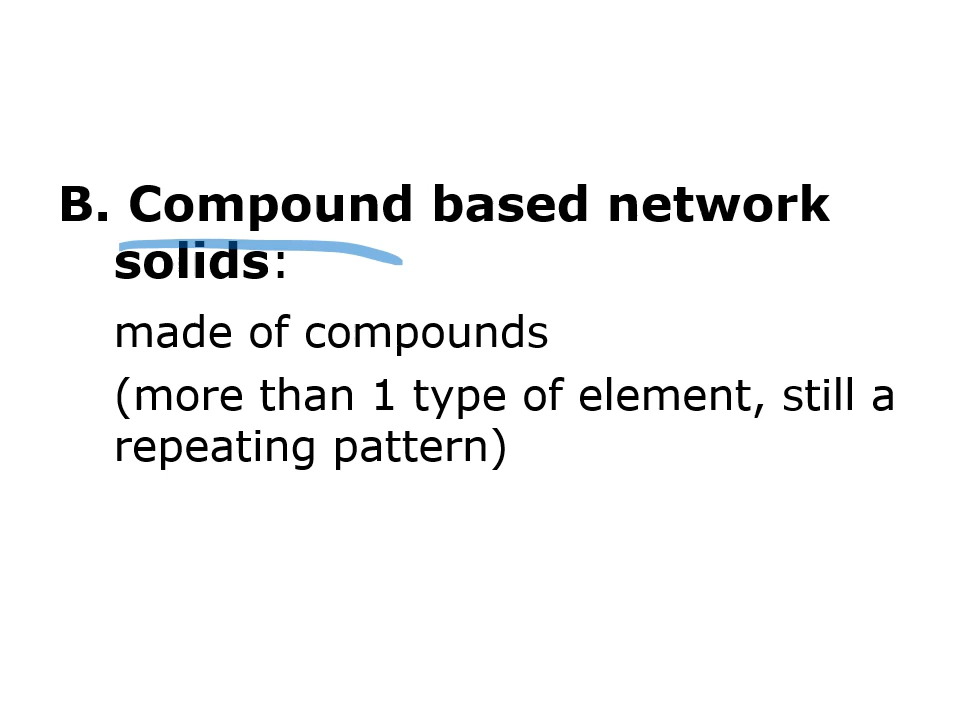 B. Compound based network
solids:
made of compounds
(more than 1 type of element, still a
repeating pattern)